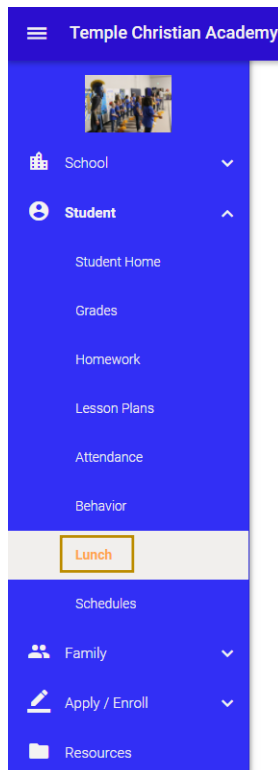 Temple Christian Academy
School
Student
Student Home
Grades
Homework
Lesson Plans
Attendance
Behavior
Lunch
Schedules
Family
Apply / Enroll
Resources